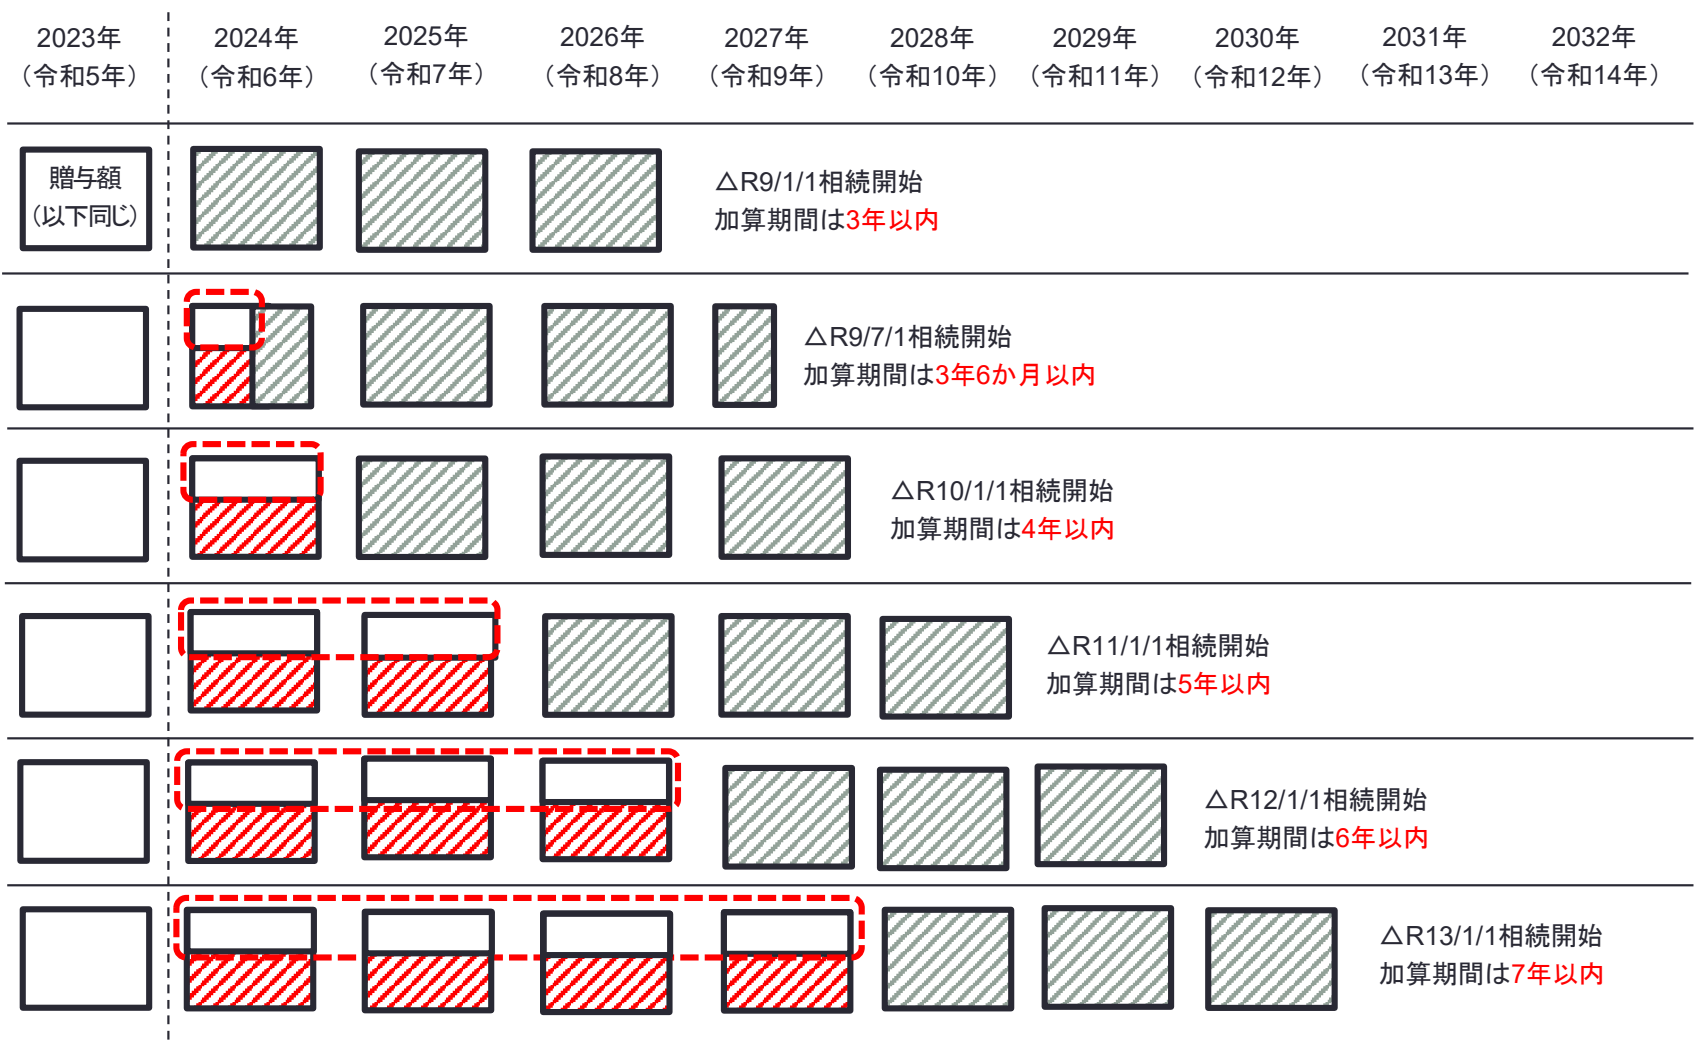 2023年 2024年 2025年 2026年 2027年 2028年 2029年 2030年 2031年 2032年
（令和5年） （令和6年） （令和7年） （令和8年） （令和9年） （令和10年） （令和11年） （令和12年） （令和13年） （令和14年）
贈与額
（以下同じ）
△R9/1/1相続開始
加算期間は3年以内
△R9/7/1相続開始
加算期間は3年6か月以内
△R10/1/1相続開始
加算期間は4年以内
△R11/1/1相続開始
加算期間は5年以内
△R12/1/1相続開始
加算期間は6年以内
△R13/1/1相続開始
加算期間は7年以内